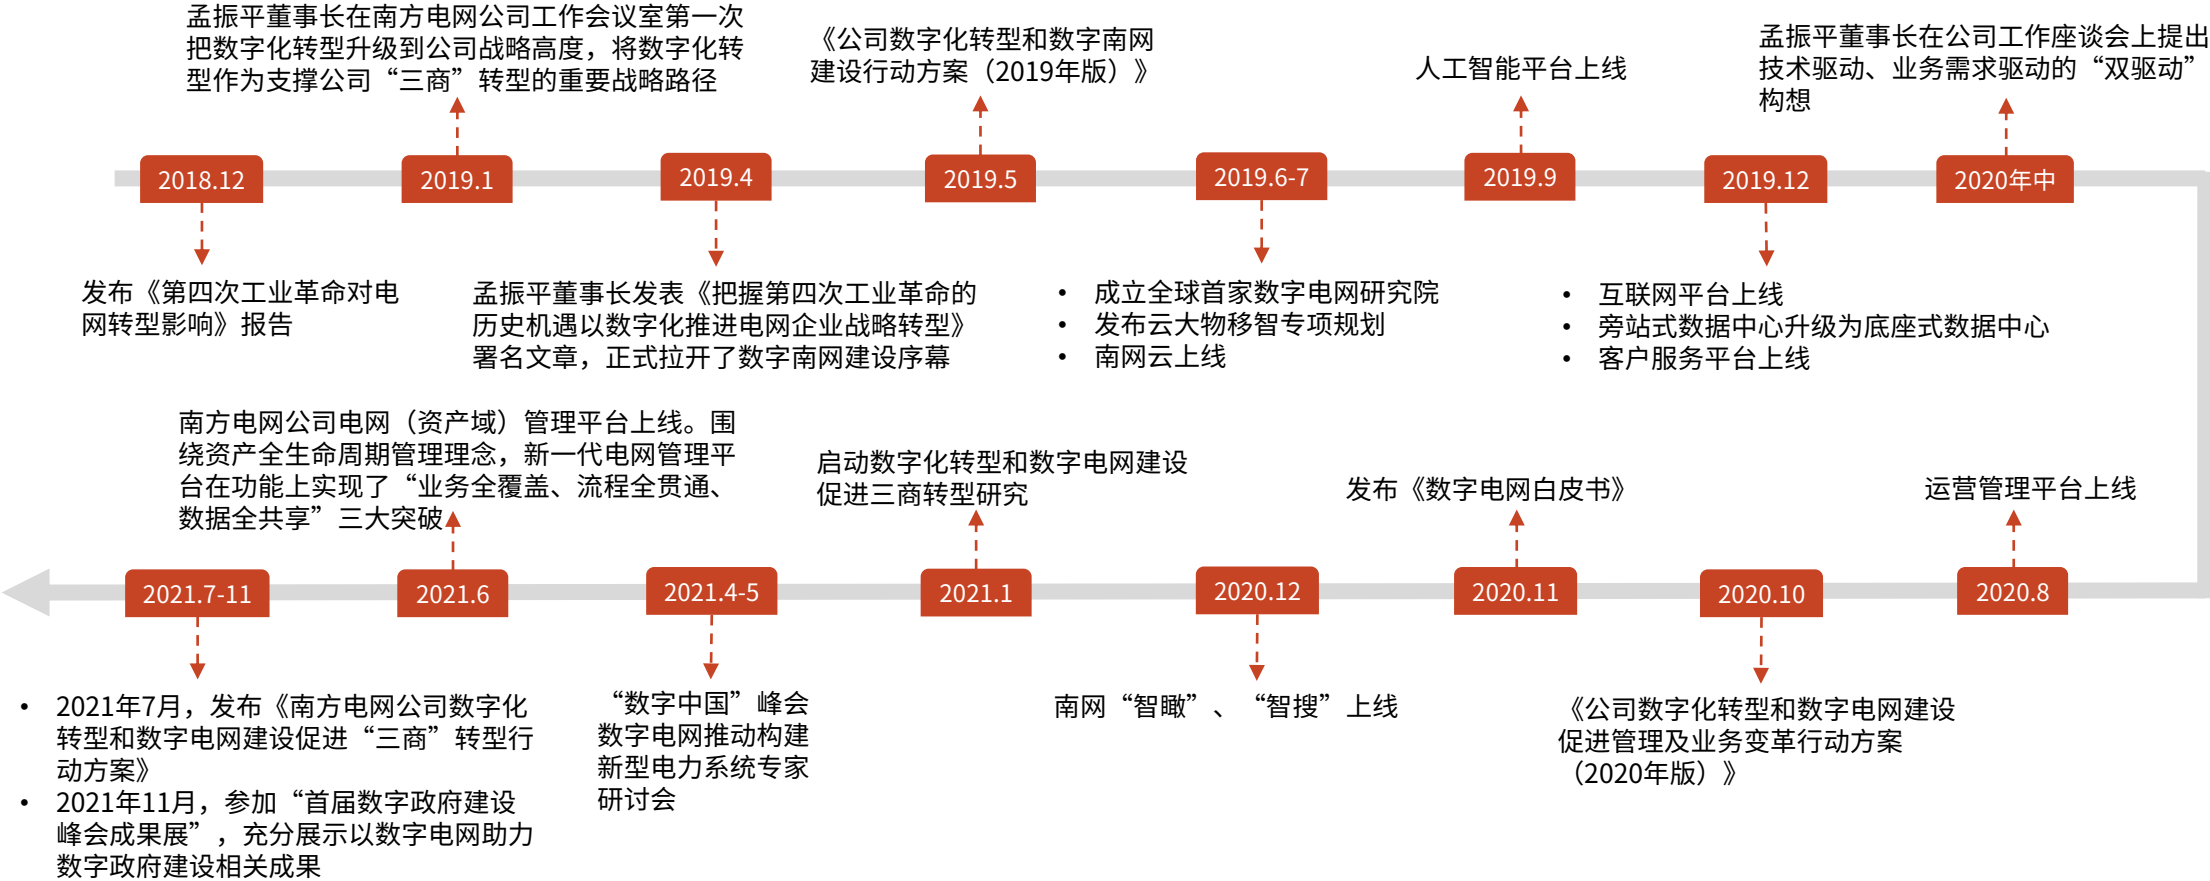 孟振平董事长在南方电网公司工作会议室第一次
把数字化转型升级到公司战略高度，将数字化转
型作为支撑公司“三商”转型的重要战略路径
《公司数字化转型和数字南网
建设行动方案（2019年版）》
人工智能平台上线
孟振平董事长在公司工作座谈会上提出
技术驱动、业务需求驱动的“双驱动”
构想
2018.12
2019.1
2019.4
2019.5
2019.6-7
2019.9
2019.12
2020年中
发布《第四次工业革命对电
网转型影响》报告
孟振平董事长发表《把握第四次工业革命的
历史机遇以数字化推进电网企业战略转型》
署名文章，正式拉开了数字南网建设序幕
• 成立全球首家数字电网研究院
• 发布云大物移智专项规划
• 南网云上线
• 互联网平台上线
• 旁站式数据中心升级为底座式数据中心
• 客户服务平台上线
南方电网公司电网（资产域）管理平台上线。围
绕资产全生命周期管理理念，新一代电网管理平
台在功能上实现了“业务全覆盖、流程全贯通、
数据全共享”三大突破
启动数字化转型和数字电网建设
促进三商转型研究
发布《数字电网白皮书》
运营管理平台上线
2021.7-11
2021.6
2021.4-5
2021.1
2020.12
2020.11
2020.10
2020.8
• 2021年7月，发布《南方电网公司数字化
转型和数字电网建设促进“三商”转型行
动方案》
• 2021年11月，参加“首届数字政府建设
峰会成果展”，充分展示以数字电网助力
数字政府建设相关成果
“数字中国”峰会
数字电网推动构建
新型电力系统专家
研讨会
南网“智瞰”、“智搜”上线
《公司数字化转型和数字电网建设
促进管理及业务变革行动方案
（2020年版）》